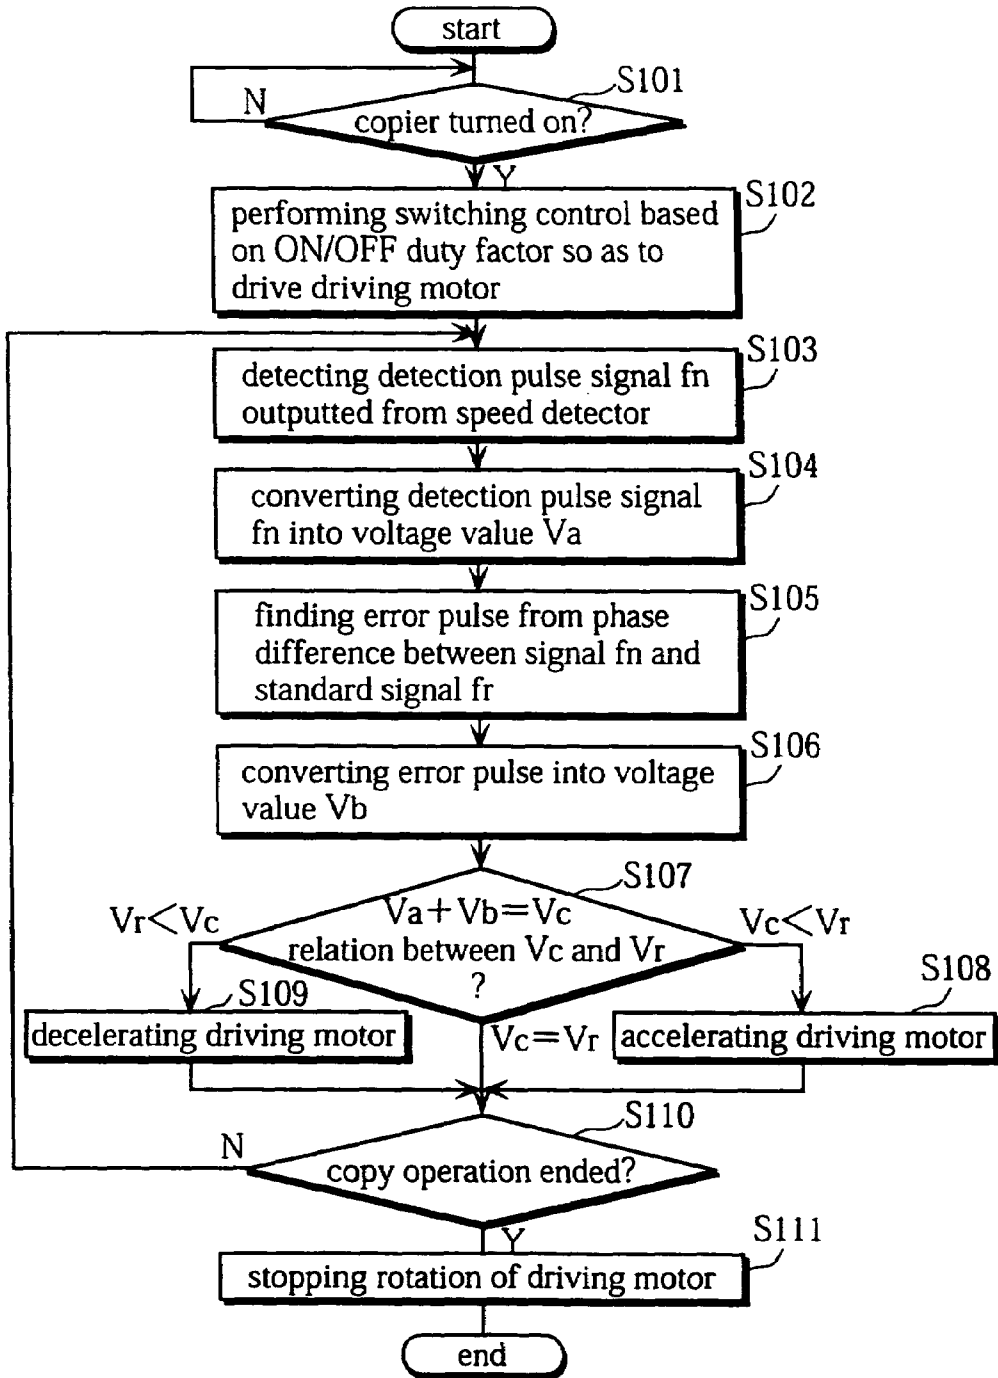 start
S101
N
copier turned on?
Y
S102
performing switching control based
on ON/OFF duty factor so as to
drive driving motor
S103
detecting detection pulse signal fn
outputted from speed detector
S104
converting detection pulse signal
fn into voltage value Va
S105
finding error pulse from phase
difference between signal fn and
standard signal fr
S106
converting error pulse into voltage
value Vb
S107
Vr<Vc
Va+Vb=Vc
Vc<Vr
relation between Vc and Vr
?
S109
S108
decelerating driving motor
Vc=Vr
accelerating driving motor
S110
N
copy operation ended?
Y
S111
stopping rotation of driving motor
end